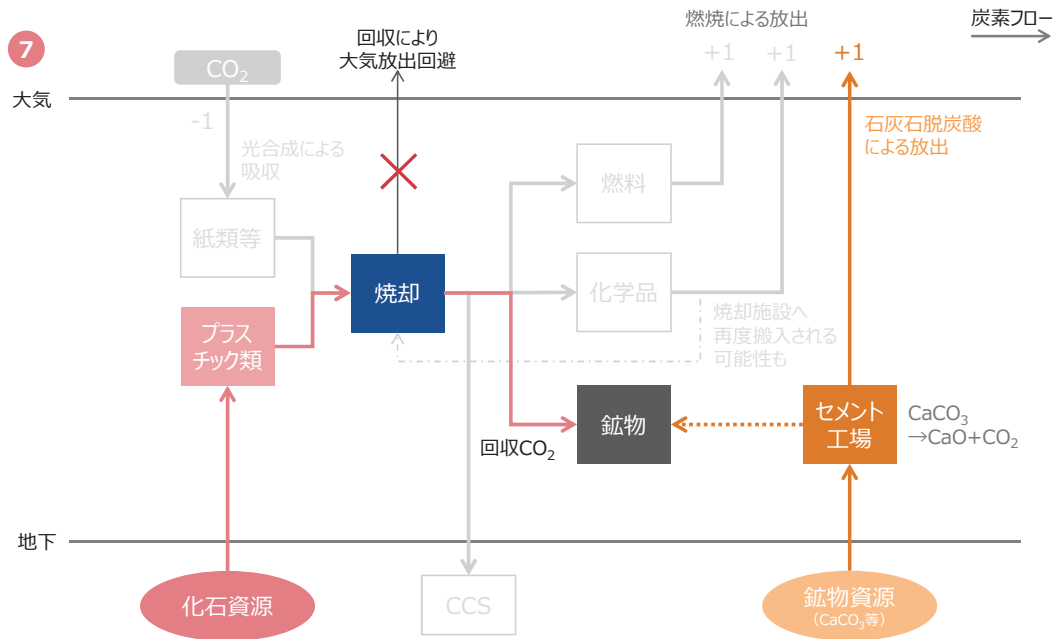 7
炭素フロー
燃焼による放出
回収により
大気放出回避
+1
+1
+1
CO₂
大気
-1
光合成による
吸収
石灰石脱炭酸
による放出
紙類等
燃料
焼却
化学品
プラス
チック類
焼却施設へ
再度搬入される
可能性も
鉱物
セメント
工場
CaCO₃
→CaO+CO₂
回収CO₂
地下
化石資源
CCS
鉱物資源
（CaCO₃等）